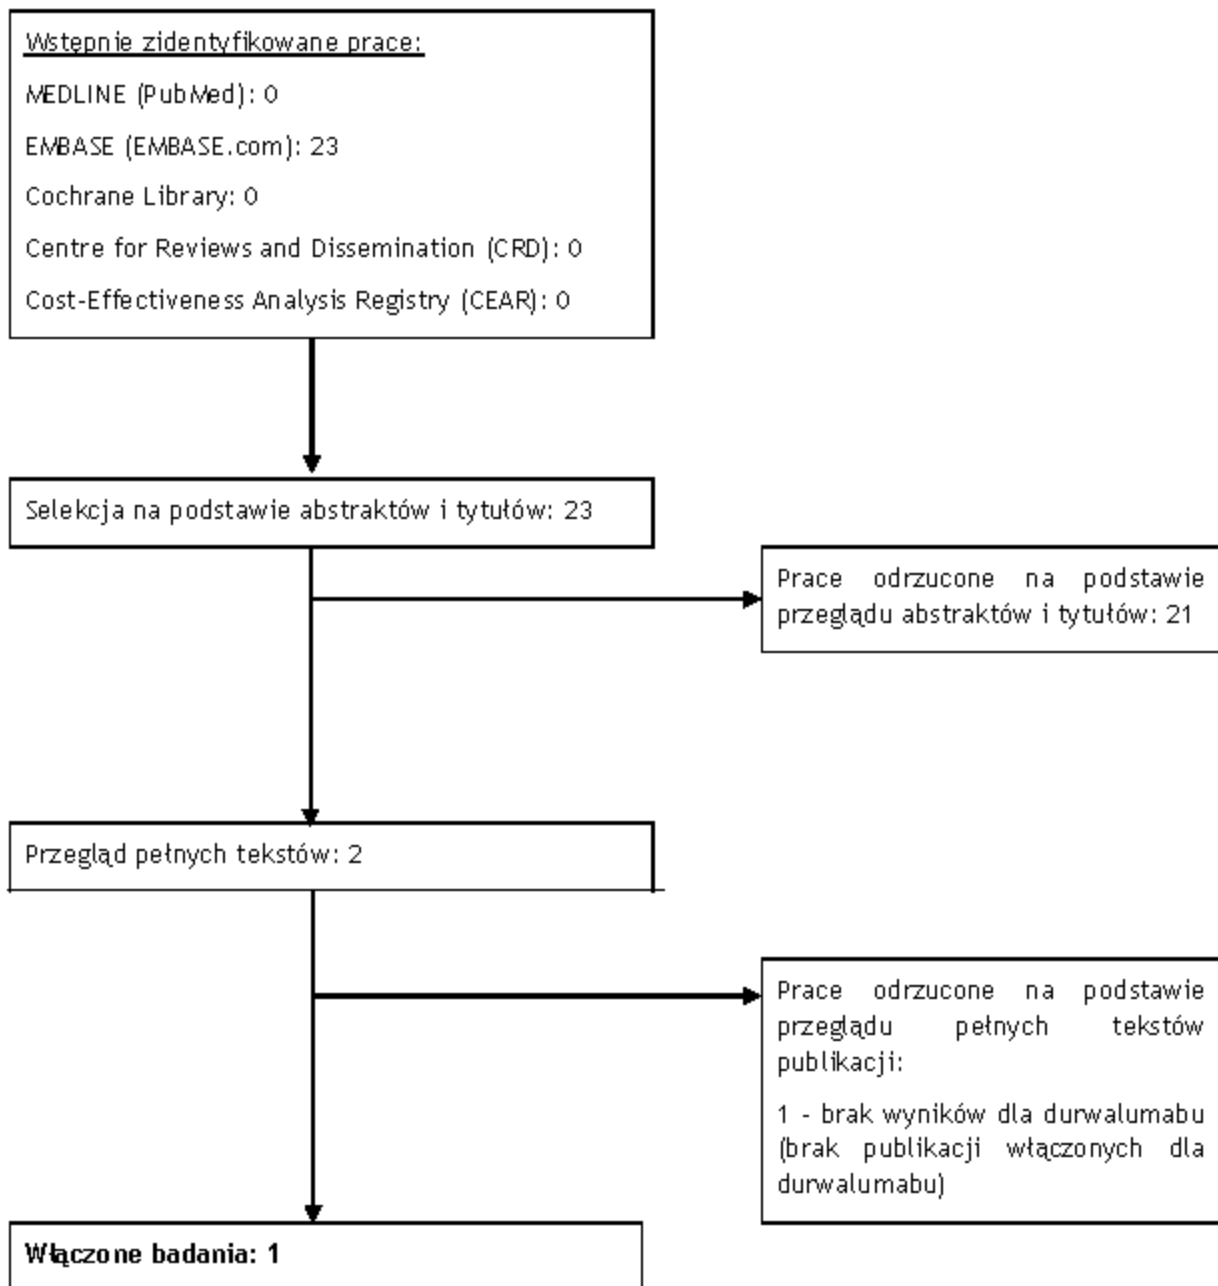 Wstępnie zidentyfikowane prace:
MEDLINE (PubMed): 0
EMBASE (EMBASE.com): 23
Cochrane Library: 0
Centre for Reviews and Dissemination (CRD): 0
Cost-Effectiveness Analysis Registry (CEAR): 0
Selekcja na podstawie abstraktów i tytułów: 23
Prace odrzucone na podstawie
przeglądu abstraktów i tytułów: 21
Przegląd pełnych tekstów: 2
Prace odrzucone na podstawie
przeglądu pełnych tekstów
publikacji:
1 - brak wyników dla durwalumabu
(brak publikacji włączonych dla
durwalumabu)
Włączone badania: 1